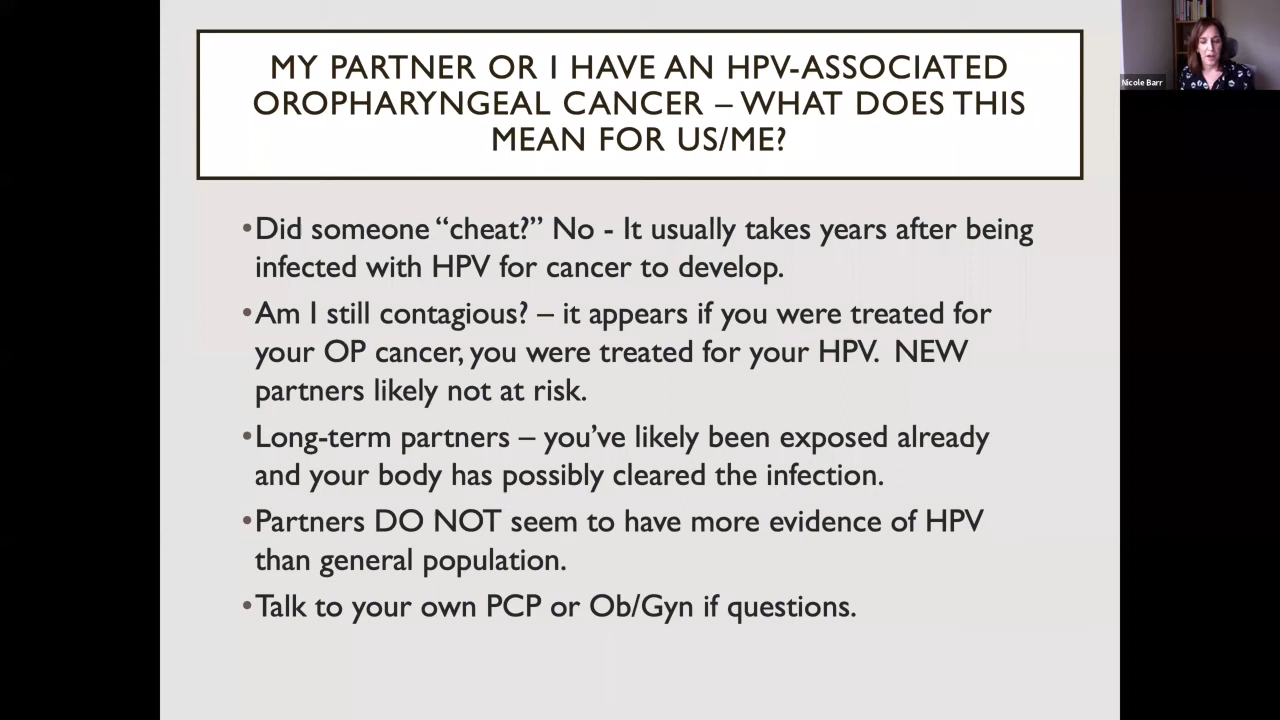 MY PARTNER OR I HAVE AN HPV-ASSOCIATED
OROPHARYNGEAL CANCER – WHAT DOES THIS
MEAN FOR US/ME?
•Did someone “cheat?” No - It usually takes years after being
infected with HPV for cancer to develop.
•Am I still contagious? – it appears if you were treated for
your OP cancer, you were treated for your HPV.  NEW
partners likely not at risk.
•Long-term partners – you’ve likely been exposed already
and your body has possibly cleared the infection.
•Partners DO NOT seem to have more evidence of HPV
than general population.
•Talk to your own PCP or Ob/Gyn if questions.
Nicole Barr